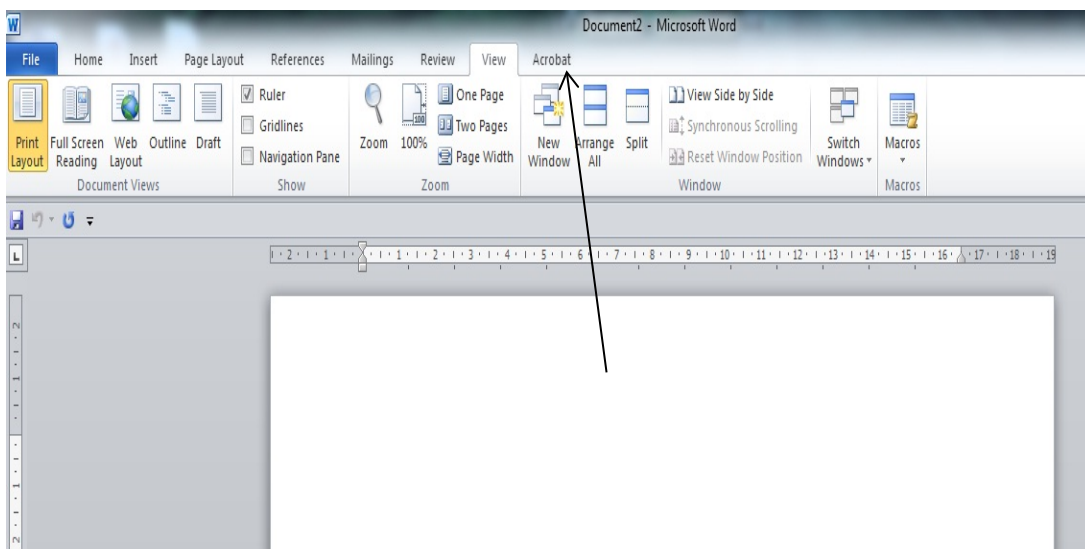 W
Document2 - Microsoft Word
File Home Insert Page Layout References Mailings Review View Acrobat
Print Layout
Full Screen Reading
Web Layout
Outline
Draft
Document Views
Ruler
Gridlines
Navigation Pane
Show
Zoom
100
100%
One Page
Two Pages
Page Width
Zoom
New Window
Arrange All
Split
View Side by Side
Synchronous Scrolling
Reset Window Position
Switch Windows
Window
Macros
Macros
L
2 1 1 2 3 4 5 6 7 8 9 10 11 12 13 14 15 16 17 18 19
2
1
1
2